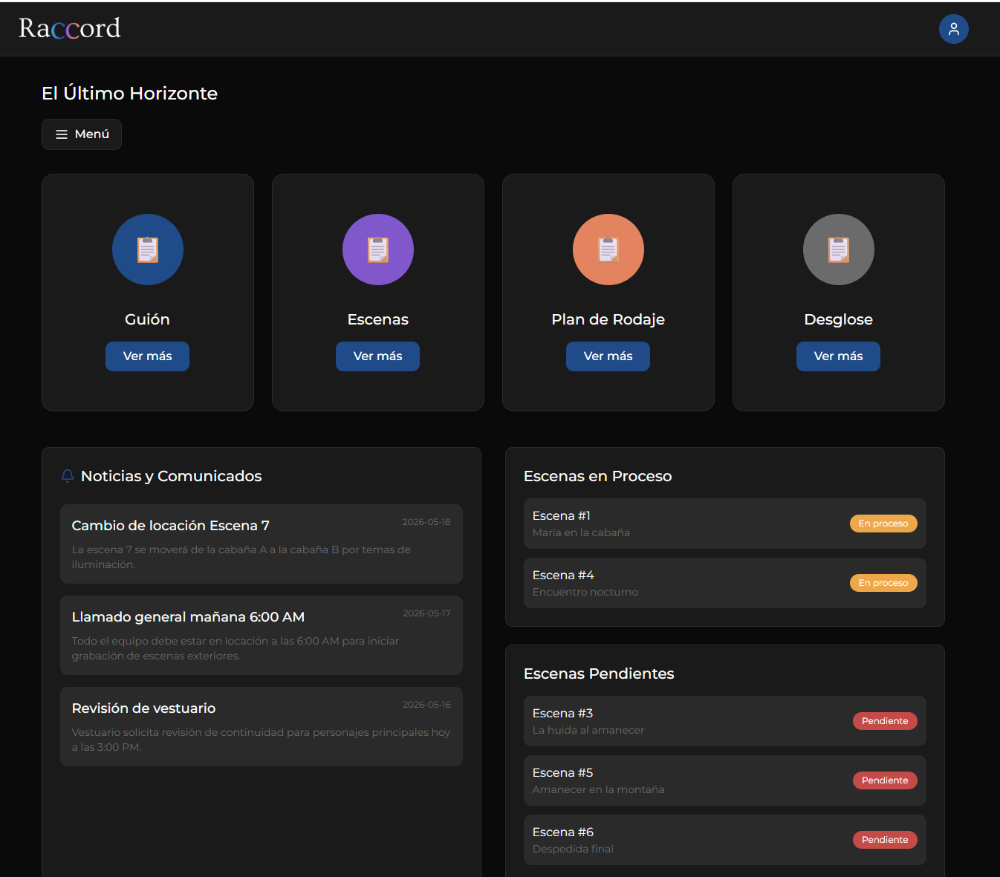 Raccord
El Último Horizonte
Menú
Guión
Ver más
Escenas
Ver más
Plan de Rodaje
Ver más
Desglose
Ver más
Noticias y Comunicados
Cambio de locación Escena 7
2026-05-18
La escena 7 se moverá de la cabaña A a la cabaña B por temas de
iluminación.
Llamado general mañana 6:00 AM
2026-05-17
Todo el equipo debe estar en locación a las 6:00 AM para iniciar
grabación de escenas exteriores.
Revisión de vestuario
2026-05-16
Vestuario solicita revisión de continuidad para personajes principales hoy
a las 3:00 PM.
Escenas en Proceso
Escena #1
María en la cabaña
En proceso
Escena #4
Encuentro nocturno
En proceso
Escenas Pendientes
Escena #3
La huida al amanecer
Pendiente
Escena #5
Amanecer en la montaña
Pendiente
Escena #6
Despedida final
Pendiente